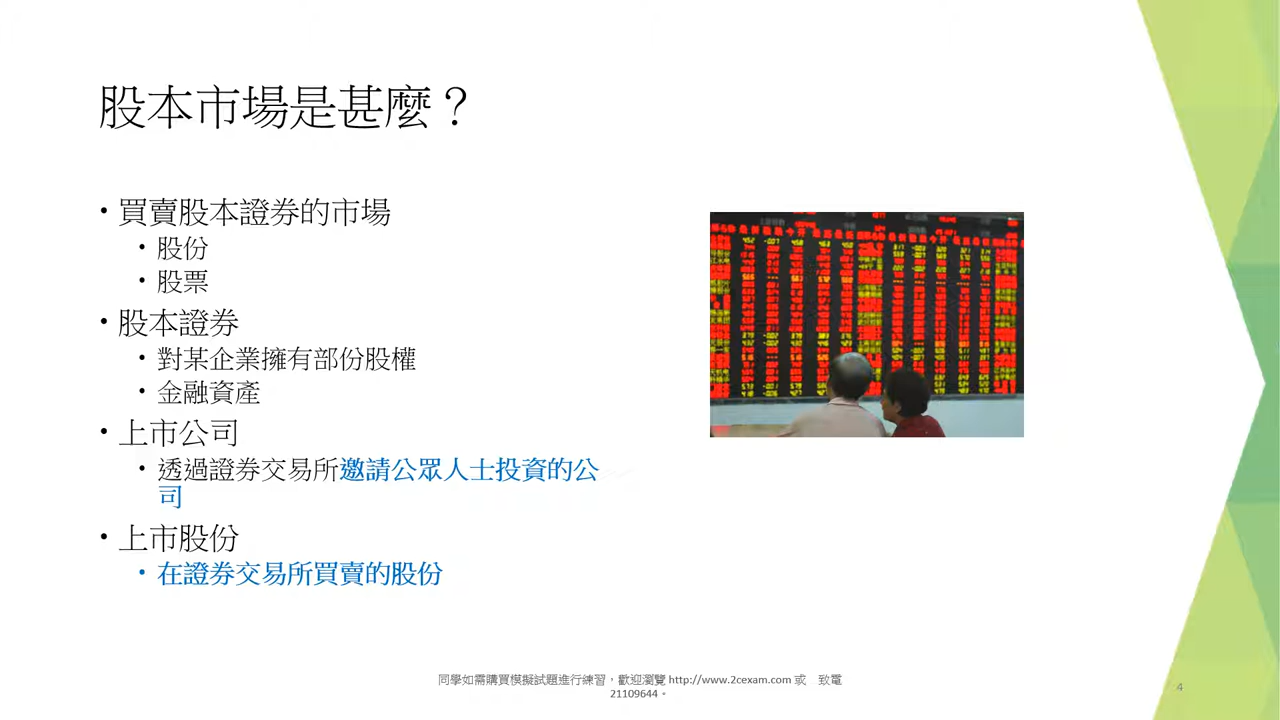 股本市場是甚麼？
• 買賣股本證券的市場
• 股份
• 股票
• 股本證券
• 對某企業擁有部份股權
• 金融資產
• 上市公司
• 透過證券交易所邀請公眾人士投資的公
司
• 上市股份
• 在證券交易所買賣的股份
同學如需購買模擬試題進行練習，歡迎瀏覽 http://www.2cexam.com 或 致電
21109644。
4